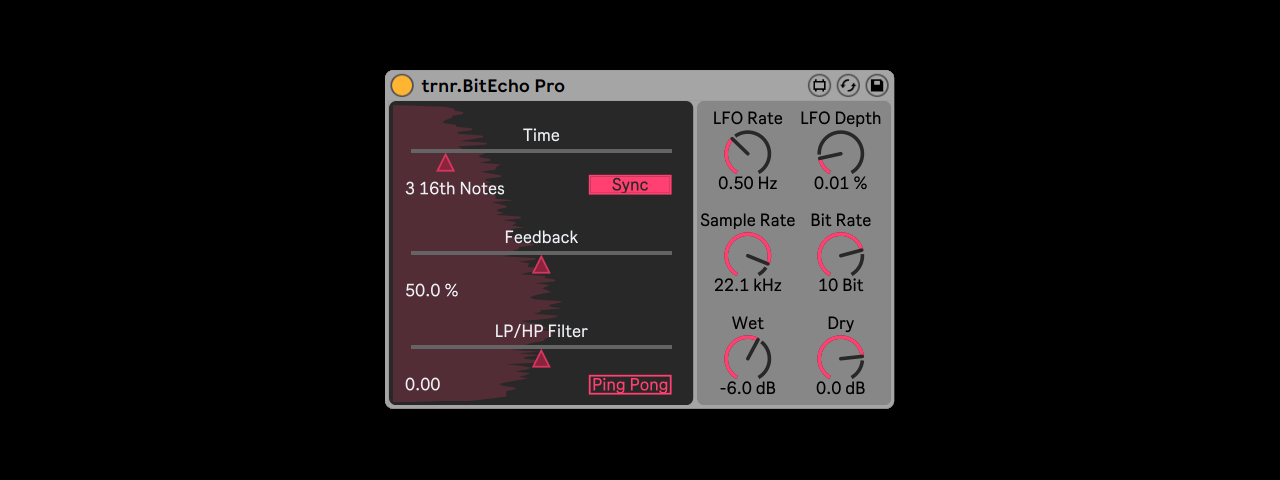 trnr.BitEcho Pro
Time
3 16th Notes
Sync
Feedback
50.0 %
LP/HP Filter
0.00
Ping Pong
LFO Rate
LFO Depth
0.50 Hz
0.01 %
Sample Rate
Bit Rate
22.1 kHz
10 Bit
Wet
Dry
-6.0 dB
0.0 dB